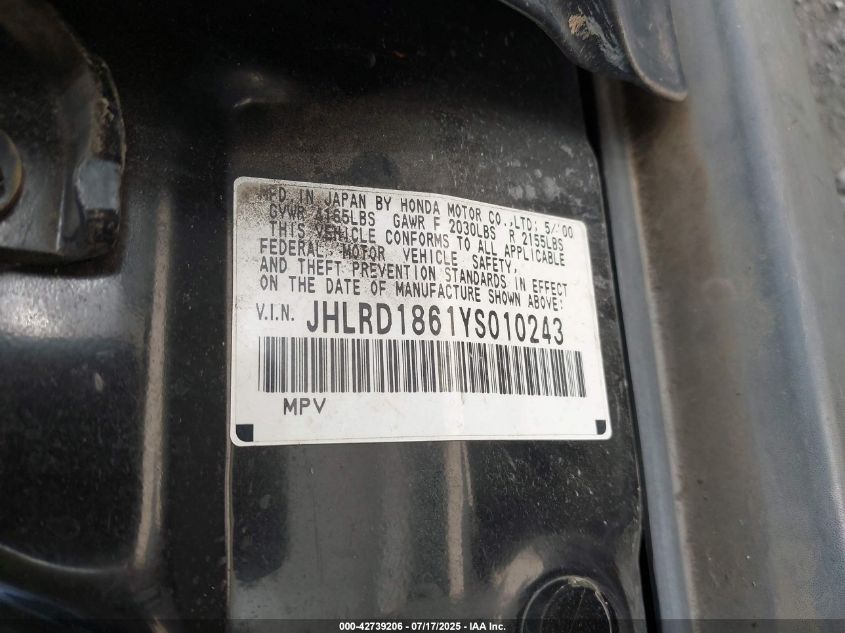 MFD. IN JAPAN BY HONDA MOTOR CO.,LTD; 5/'00
GVWR 4165LBS GAWR F 2030LBS R 2155LBS
THIS VEHICLE CONFORMS TO ALL APPLICABLE
FEDERAL MOTOR VEHICLE SAFETY,
AND THEFT PREVENTION STANDARDS IN EFFECT
ON THE DATE OF MANUFACTURE SHOWN ABOVE;
V.I.N. JHLRD1861YS010243
MPV
000-42739206 - 07/17/2025 - IAA Inc.